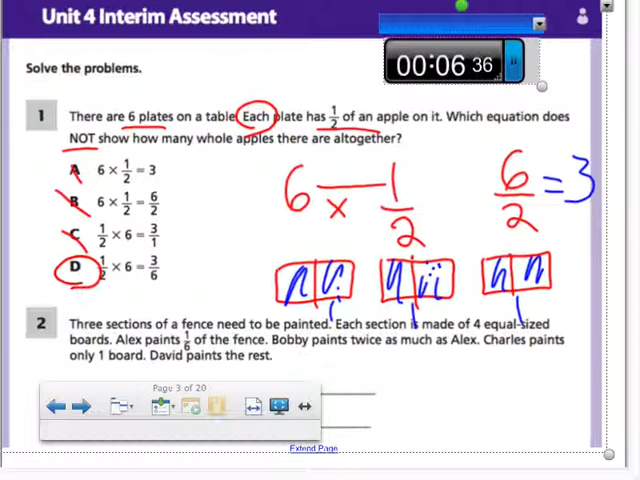 Unit 4 Interim Assessment
00:06 36
Solve the problems.
1 There are 6 plates on a table. Each plate has 1/2 of an apple on it. Which equation does
NOT show how many whole apples there are altogether?
A 6 × 1/2 = 3
B 6 × 1/2 = 6/2
C 1/2 × 6 = 3/1
D 1/2 × 6 = 3/6
6 × 1/2
6/2 = 3
1 1 1
2 Three sections of a fence need to be painted. Each section is made of 4 equal-sized
boards. Alex paints 1/6 of the fence. Bobby paints twice as much as Alex. Charles paints
only 1 board. David paints the rest.
Page 3 of 20
Extend Page